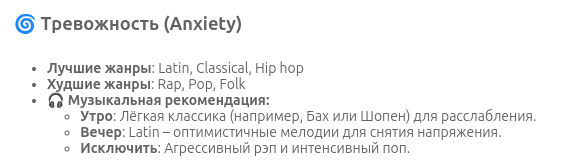 🌀 Тревожность (Anxiety)
• Лучшие жанры: Latin, Classical, Hip hop
• Худшие жанры: Rap, Pop, Folk
• 🎧 Музыкальная рекомендация:
◦ Утро: Лёгкая классика (например, Бах или Шопен) для расслабления.
◦ Вечер: Latin – оптимистичные мелодии для снятия напряжения.
◦ Исключить: Агрессивный рэп и интенсивный поп.